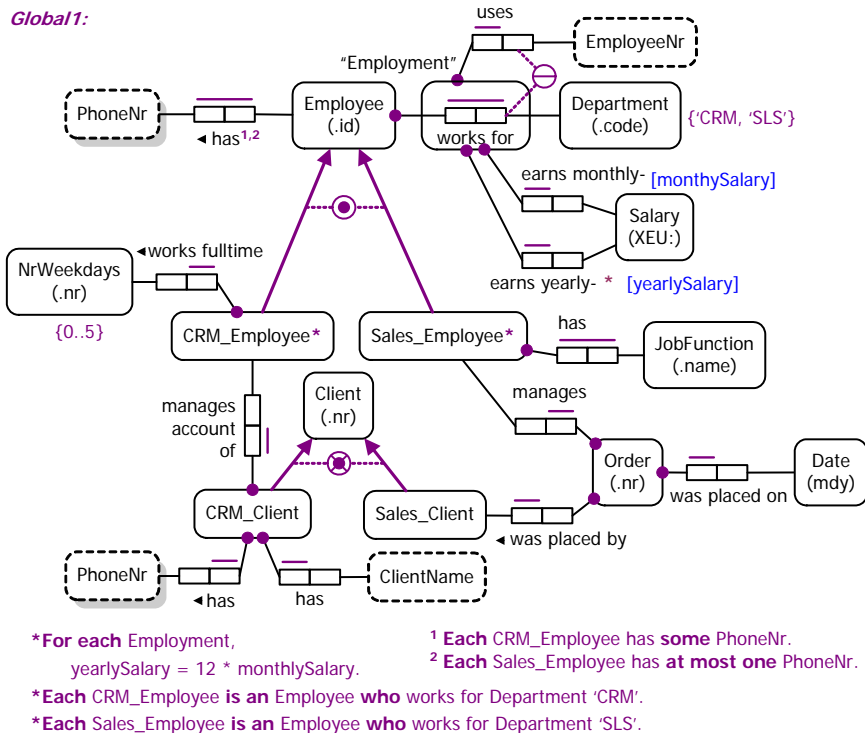 Global1:
uses
EmployeeNr
"Employment"
PhoneNr
Employee
(.id)
Department
(.code)
{'CRM, 'SLS'}
◄ has1,2
works for
earns monthly- [monthySalary]
Salary
(XEU:)
earns yearly- * [yearlySalary]
◄works fulltime
NrWeekdays
(.nr)
{0..5}
CRM_Employee*
Sales_Employee*
has
JobFunction
(.name)
manages
account
of
Client
(.nr)
manages
Order
(.nr)
Date
(mdy)
was placed on
CRM_Client
Sales_Client
◄ was placed by
PhoneNr
◄ has
has
ClientName
*For each Employment,
yearlySalary = 12 * monthlySalary.
1 Each CRM_Employee has some PhoneNr.
2 Each Sales_Employee has at most one PhoneNr.
*Each CRM_Employee is an Employee who works for Department 'CRM'.
*Each Sales_Employee is an Employee who works for Department 'SLS'.